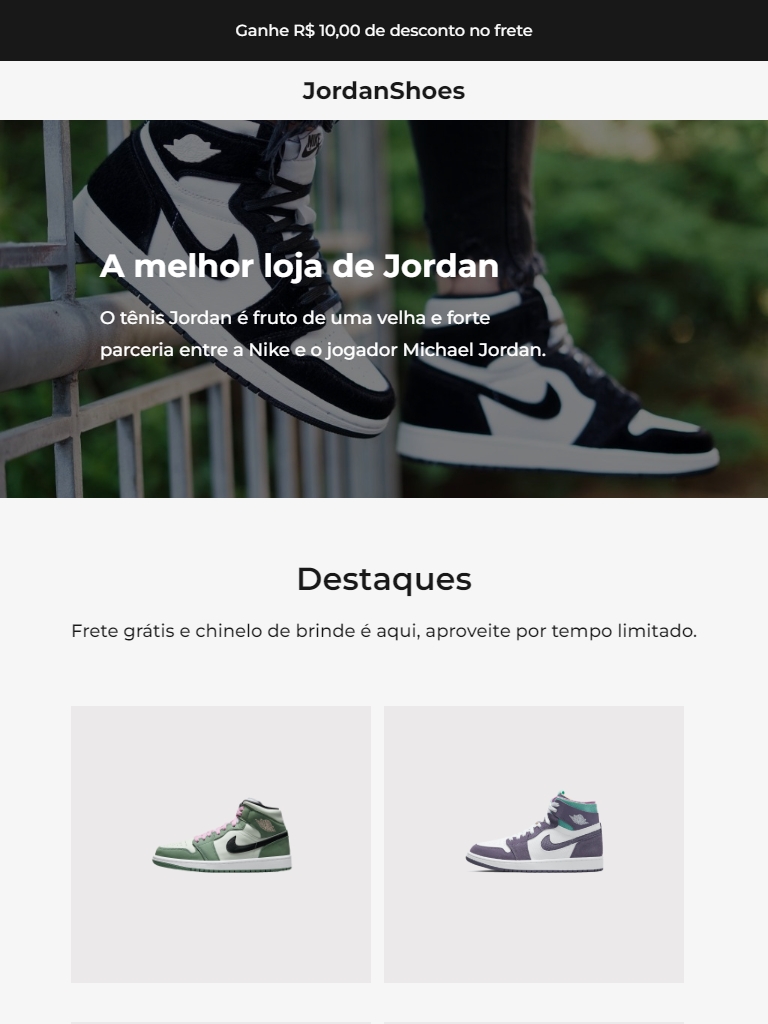 Ganhe R$ 10,00 de desconto no frete
JordanShoes
A melhor loja de Jordan
O tênis Jordan é fruto de uma velha e forte
parceria entre a Nike e o jogador Michael Jordan.
Destaques
Frete grátis e chinelo de brinde é aqui, aproveite por tempo limitado.